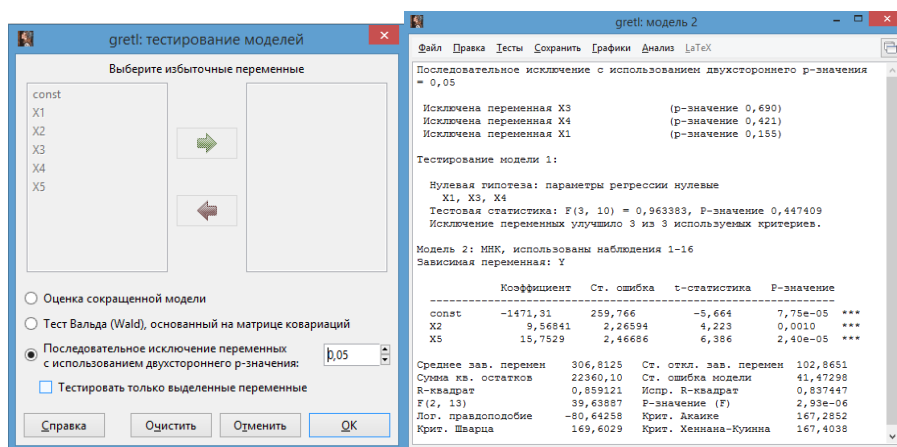 gretl: тестирование моделей
Выберите избыточные переменные
const
X1
X2
X3
X4
X5
Оценка сокращенной модели
Тест Вальда (Wald), основанный на матрице ковариаций
Последовательное исключение переменных
с использованием двухстороннего p-значения: 0,05
Тестировать только выделенные переменные
Справка Очистить Отменить OK
gretl: модель 2
Файл Правка Тесты Сохранить Графики Анализ LaTeX
Последовательное исключение с использованием двухстороннего p-значения
= 0,05
Исключена переменная X3 (p-значение 0,690)
Исключена переменная X4 (p-значение 0,421)
Исключена переменная X1 (p-значение 0,155)
Тестирование модели 1:
Нулевая гипотеза: параметры регрессии нулевые
X1, X3, X4
Тестовая статистика: F(3, 10) = 0,963383, P-значение 0,447409
Исключение переменных улучшило 3 из 3 используемых критериев.
Модель 2: МНК, использованы наблюдения 1-16
Зависимая переменная: Y
Коэффициент Ст. ошибка t-статистика P-значение
const -1471,31 259,766 -5,664 7,75e-05 ***
X2 9,56841 2,26594 4,223 0,0010 ***
X5 15,7529 2,46686 6,386 2,40e-05 ***
Среднее зав. перемен 306,8125 Ст. откл. зав. перемен 102,8651
Сумма кв. остатков 22360,10 Ст. ошибка модели 41,47298
R-квадрат 0,859121 Испр. R-квадрат 0,837447
F(2, 13) 39,63887 P-значение (F) 2,93e-06
Лог. правдоподобие -80,64258 Крит. Акаике 167,2852
Крит. Шварца 169,6029 Крит. Хеннана-Куинна 167,4038